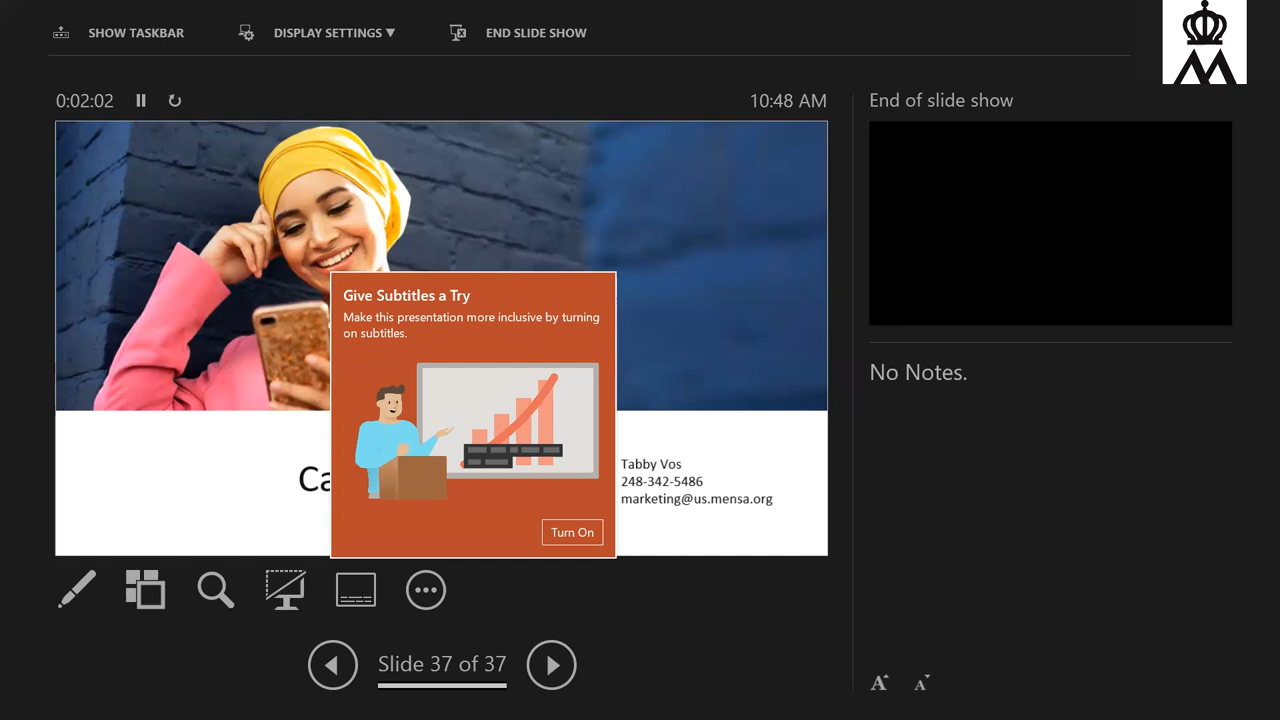 SHOW TASKBAR
DISPLAY SETTINGS ▼
END SLIDE SHOW
0:02:02
10:48 AM
End of slide show
Give Subtitles a Try
Make this presentation more inclusive by turning
on subtitles.
Turn On
Ca
Tabby Vos
248-342-5486
marketing@us.mensa.org
No Notes.
Slide 37 of 37
A
A